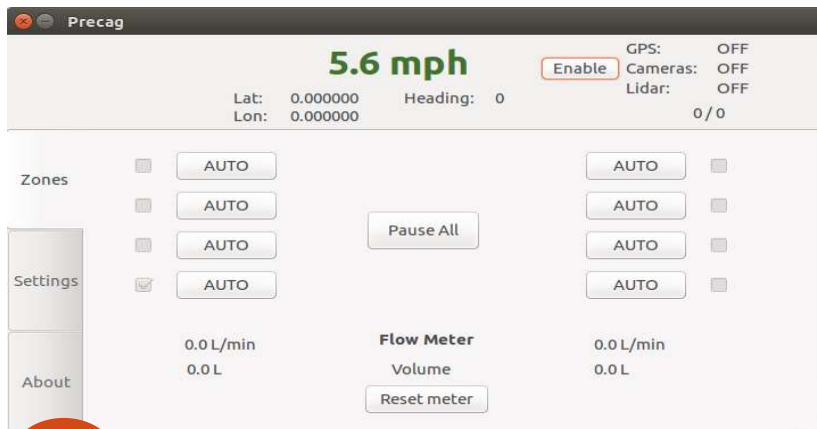 Precag
5.6 mph
Enable
GPS: OFF
Cameras: OFF
Lidar: OFF
Lat: 0.000000 Heading: 0
Lon: 0.000000
0 / 0
Zones
AUTO AUTO
AUTO AUTO
Pause All
AUTO AUTO
Settings
AUTO AUTO
0.0 L/min Flow Meter 0.0 L/min
0.0 L Volume 0.0 L
About
Reset meter